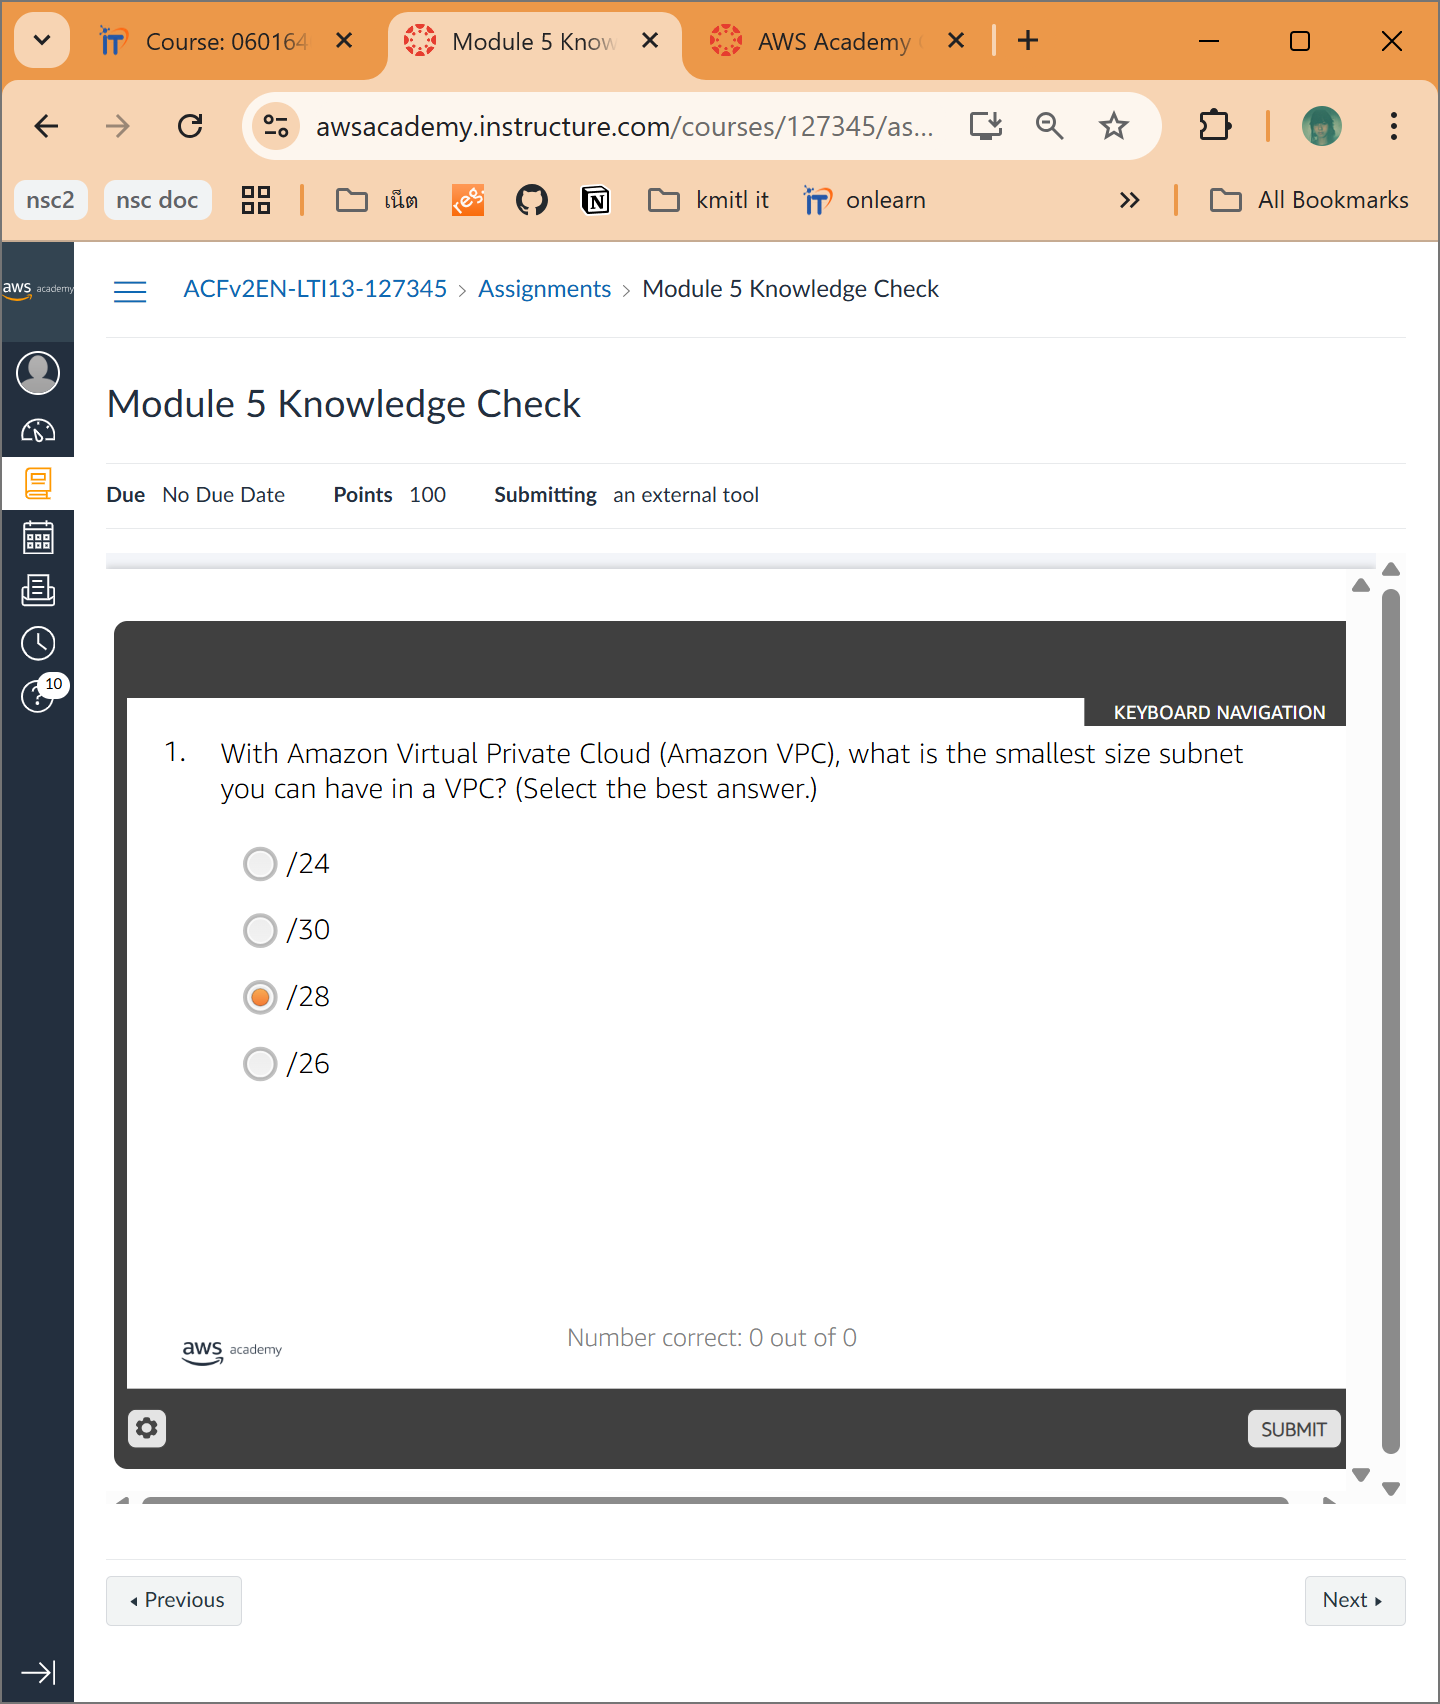 Course: 060164
Module 5 Know
AWS Academy
awsacademy.instructure.com/courses/127345/as...
nsc2
nsc doc
เน็ต
reg.
kmitl it
iT
onlearn
All Bookmarks
aws academy
ACFv2EN-LTI13-127345 > Assignments > Module 5 Knowledge Check
Module 5 Knowledge Check
Due No Due Date Points 100 Submitting an external tool
10
KEYBOARD NAVIGATION
1. With Amazon Virtual Private Cloud (Amazon VPC), what is the smallest size subnet
you can have in a VPC? (Select the best answer.)
/24
/30
/28
/26
Number correct: 0 out of 0
aws academy
SUBMIT
Previous
Next